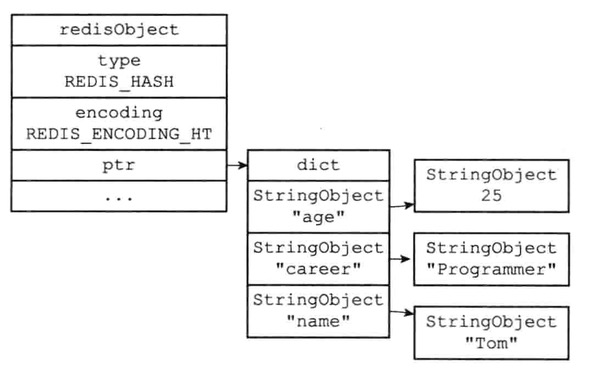 redisObject
type
REDIS_HASH
encoding
REDIS_ENCODING_HT
ptr
...
dict
StringObject
"age"
StringObject
"career"
StringObject
"name"
StringObject
25
StringObject
"Programmer"
StringObject
"Tom"